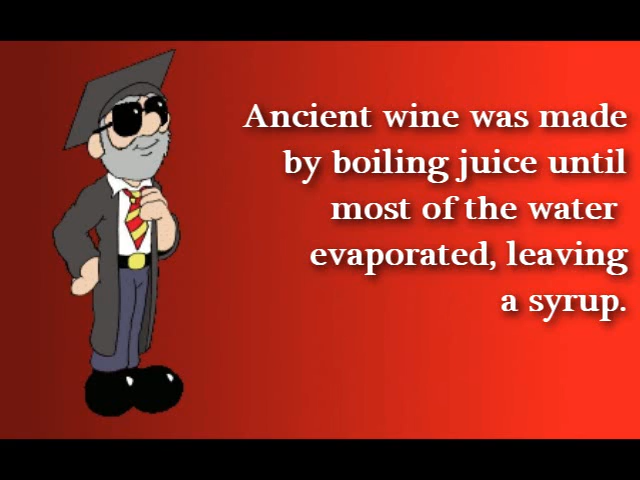 Ancient wine was made
by boiling juice until
most of the water
evaporated, leaving
a syrup.